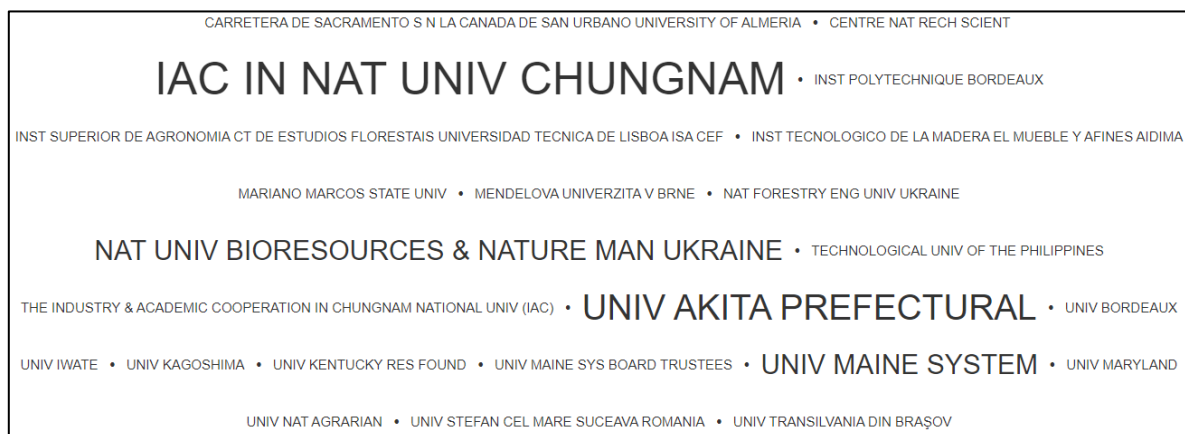 CARRETERA DE SACRAMENTO S N LA CANADA DE SAN URBANO UNIVERSITY OF ALMERIA • CENTRE NAT RECH SCIENT
IAC IN NAT UNIV CHUNGNAM • INST POLYTECHNIQUE BORDEAUX
INST SUPERIOR DE AGRONOMIA CT DE ESTUDIOS FLORESTAIS UNIVERSIDAD TECNICA DE LISBOA ISA CEF • INST TECNOLOGICO DE LA MADERA EL MUEBLE Y AFINES AIDIMA
MARIANO MARCOS STATE UNIV • MENDELOVA UNIVERZITA V BRNE • NAT FORESTRY ENG UNIV UKRAINE
NAT UNIV BIORESOURCES & NATURE MAN UKRAINE • TECHNOLOGICAL UNIV OF THE PHILIPPINES
THE INDUSTRY & ACADEMIC COOPERATION IN CHUNGNAM NATIONAL UNIV (IAC) • UNIV AKITA PREFECTURAL • UNIV BORDEAUX
UNIV IWATE • UNIV KAGOSHIMA • UNIV KENTUCKY RES FOUND • UNIV MAINE SYS BOARD TRUSTEES • UNIV MAINE SYSTEM • UNIV MARYLAND
UNIV NAT AGRARIAN • UNIV STEFAN CEL MARE SUCEAVA ROMANIA • UNIV TRANSILVANIA DIN BRAŞOV